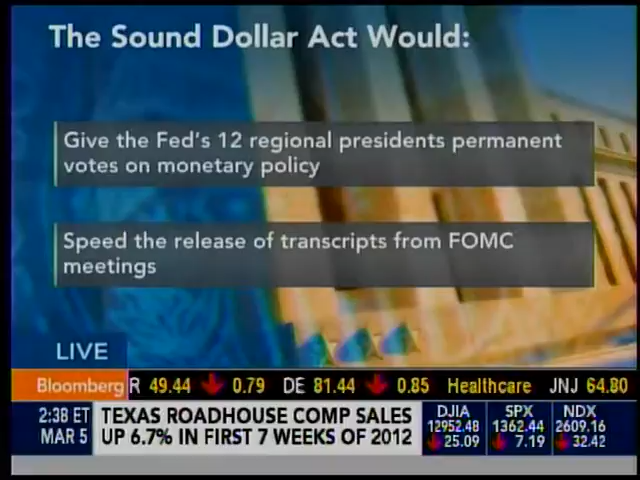 The Sound Dollar Act Would:
Give the Fed's 12 regional presidents permanent
votes on monetary policy
Speed the release of transcripts from FOMC
meetings
LIVE
Bloomberg R 49.44 0.79 DE 81.44 0.85 Healthcare JNJ 64.80
2:38 ET
MAR 5
TEXAS ROADHOUSE COMP SALES
UP 6.7% IN FIRST 7 WEEKS OF 2012
DJIA
12952.48
25.09
SPX
1362.44
7.19
NDX
2609.16
32.42